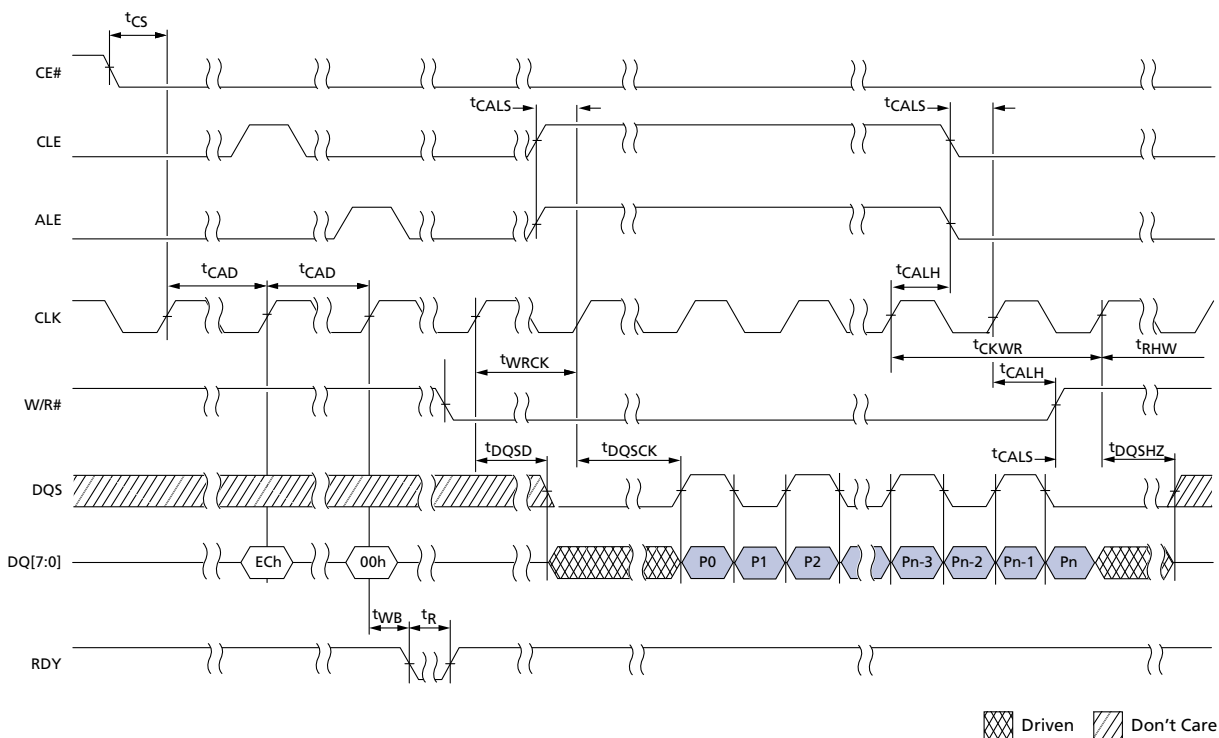 tCS
CE#
tCALS tCALS
CLE
ALE
tCAD tCAD tCALH
CLK
tWRCK tCKWR tRHW
tCALH
W/R#
tDQSD tDQSCK tCALS tDQSHZ
DQS
DQ[7:0] ECh 00h P0 P1 P2 Pn-3 Pn-2 Pn-1 Pn
tWB tR
RDY
Driven Don't Care